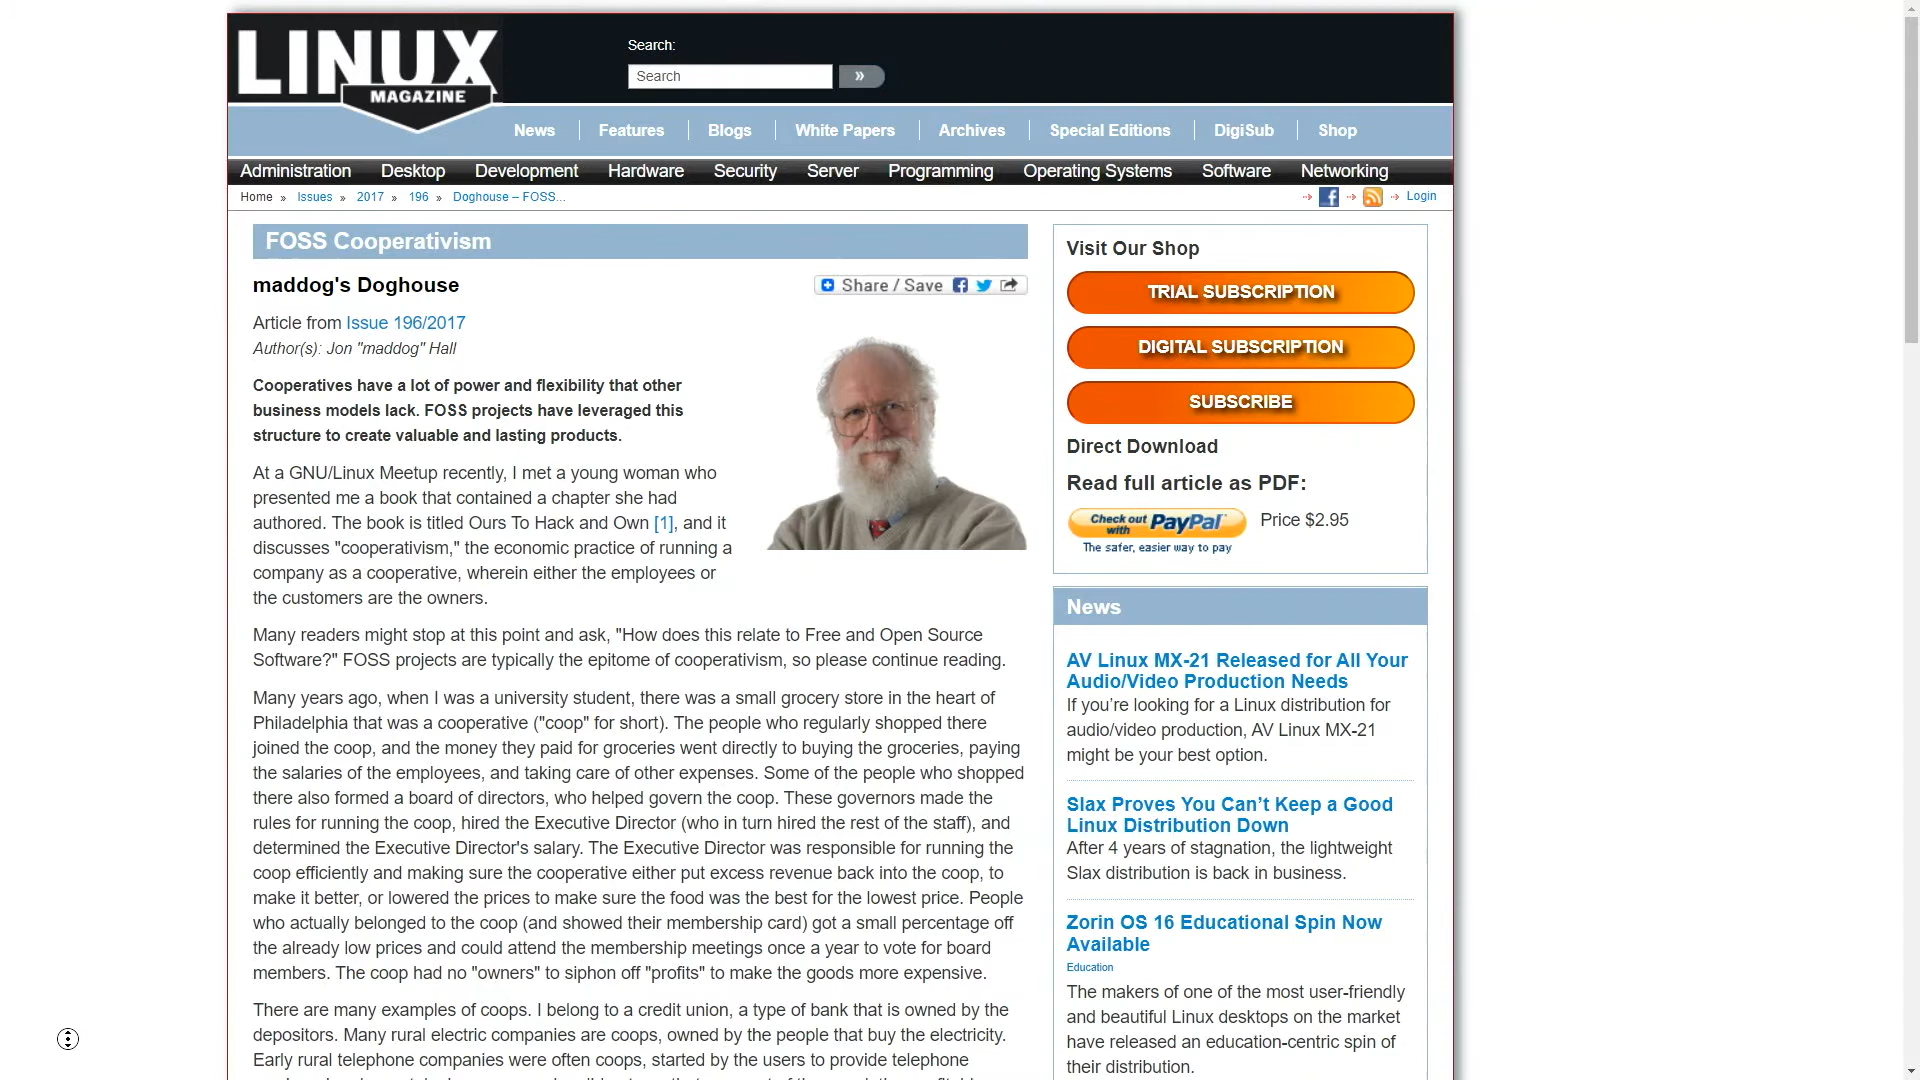 LINUX
MAGAZINE
Search:
Search
»
News
Features
Blogs
White Papers
Archives
Special Editions
DigiSub
Shop
Administration
Desktop
Development
Hardware
Security
Server
Programming
Operating Systems
Software
Networking
Home » Issues » 2017 » 196 » Doghouse – FOSS...
Login
FOSS Cooperativism
maddog's Doghouse
Share / Save
Article from Issue 196/2017
Author(s): Jon "maddog" Hall
Cooperatives have a lot of power and flexibility that other
business models lack. FOSS projects have leveraged this
structure to create valuable and lasting products.
At a GNU/Linux Meetup recently, I met a young woman who
presented me a book that contained a chapter she had
authored. The book is titled Ours To Hack and Own [1], and it
discusses "cooperativism," the economic practice of running a
company as a cooperative, wherein either the employees or
the customers are the owners.
Many readers might stop at this point and ask, "How does this relate to Free and Open Source
Software?" FOSS projects are typically the epitome of cooperativism, so please continue reading.
Many years ago, when I was a university student, there was a small grocery store in the heart of
Philadelphia that was a cooperative ("coop" for short). The people who regularly shopped there
joined the coop, and the money they paid for groceries went directly to buying the groceries, paying
the salaries of the employees, and taking care of other expenses. Some of the people who shopped
there also formed a board of directors, who helped govern the coop. These governors made the
rules for running the coop, hired the Executive Director (who in turn hired the rest of the staff), and
determined the Executive Director's salary. The Executive Director was responsible for running the
coop efficiently and making sure the cooperative either put excess revenue back into the coop, to
make it better, or lowered the prices to make sure the food was the best for the lowest price. People
who actually belonged to the coop (and showed their membership card) got a small percentage off
the already low prices and could attend the membership meetings once a year to vote for board
members. The coop had no "owners" to siphon off "profits" to make the goods more expensive.
There are many examples of coops. I belong to a credit union, a type of bank that is owned by the
depositors. Many rural electric companies are coops, owned by the people that buy the electricity.
Early rural telephone companies were often coops, started by the users to provide telephone
Visit Our Shop
TRIAL SUBSCRIPTION
DIGITAL SUBSCRIPTION
SUBSCRIBE
Direct Download
Read full article as PDF:
Check out with PayPal
The safer, easier way to pay
Price $2.95
News
AV Linux MX-21 Released for All Your
Audio/Video Production Needs
If you’re looking for a Linux distribution for
audio/video production, AV Linux MX-21
might be your best option.
Slax Proves You Can’t Keep a Good
Linux Distribution Down
After 4 years of stagnation, the lightweight
Slax distribution is back in business.
Zorin OS 16 Educational Spin Now
Available
Education
The makers of one of the most user-friendly
and beautiful Linux desktops on the market
have released an education-centric spin of
their distribution.